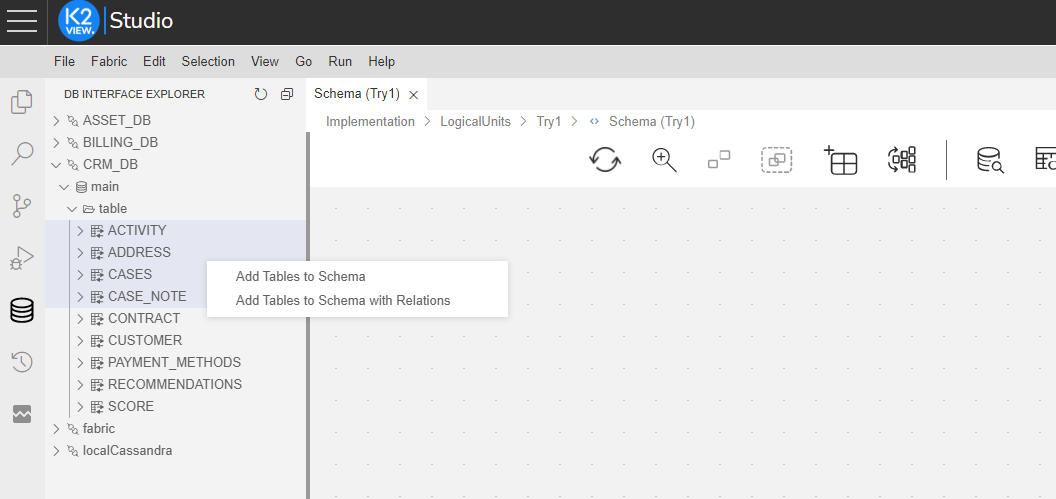 K2
VIEW. Studio
File Fabric Edit Selection View Go Run Help
DB INTERFACE EXPLORER
Schema (Try1)
Implementation LogicalUnits Try1 Schema (Try1)
ASSET_DB
BILLING_DB
CRM_DB
main
table
ACTIVITY
ADDRESS
CASES
CASE_NOTE
CONTRACT
CUSTOMER
PAYMENT_METHODS
RECOMMENDATIONS
SCORE
fabric
localCassandra
Add Tables to Schema
Add Tables to Schema with Relations